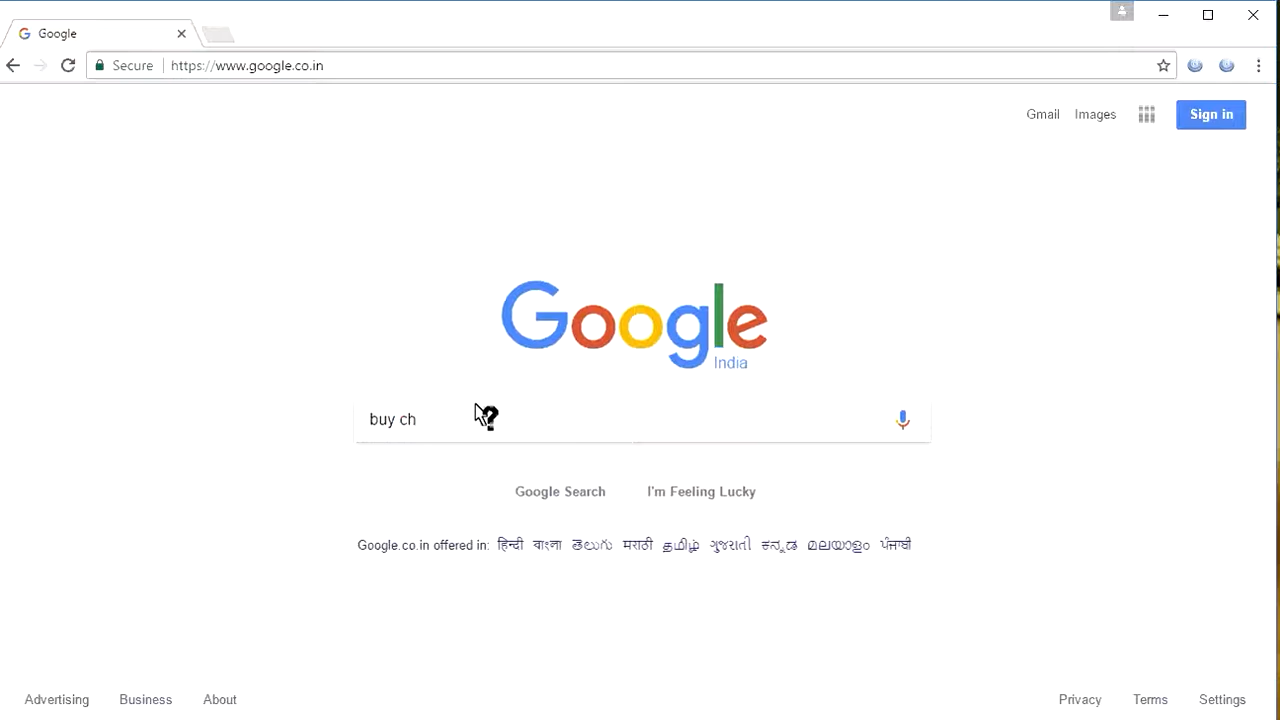 Google
Secure
https://www.google.co.in
Gmail Images Sign in
Google
India
buy ch
Google Search I'm Feeling Lucky
Google.co.in offered in: हिन्दी বাংলা తెలుగు मराठी தமிழ் ગુજરાતી ಕನ್ನಡ മലയാളം ਪੰਜਾਬੀ
Advertising Business About Privacy Terms Settings